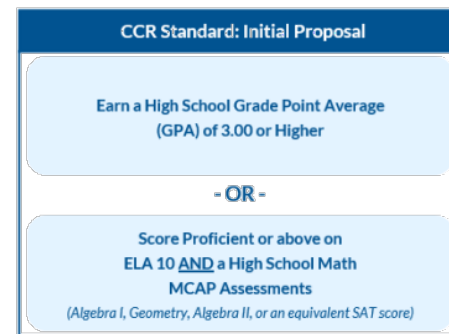 CCR Standard: Initial Proposal
Earn a High School Grade Point Average
(GPA) of 3.00 or Higher
- OR -
Score Proficient or above on
ELA 10 AND a High School Math
MCAP Assessments
(Algebra I, Geometry, Algebra II, or an equivalent SAT score)